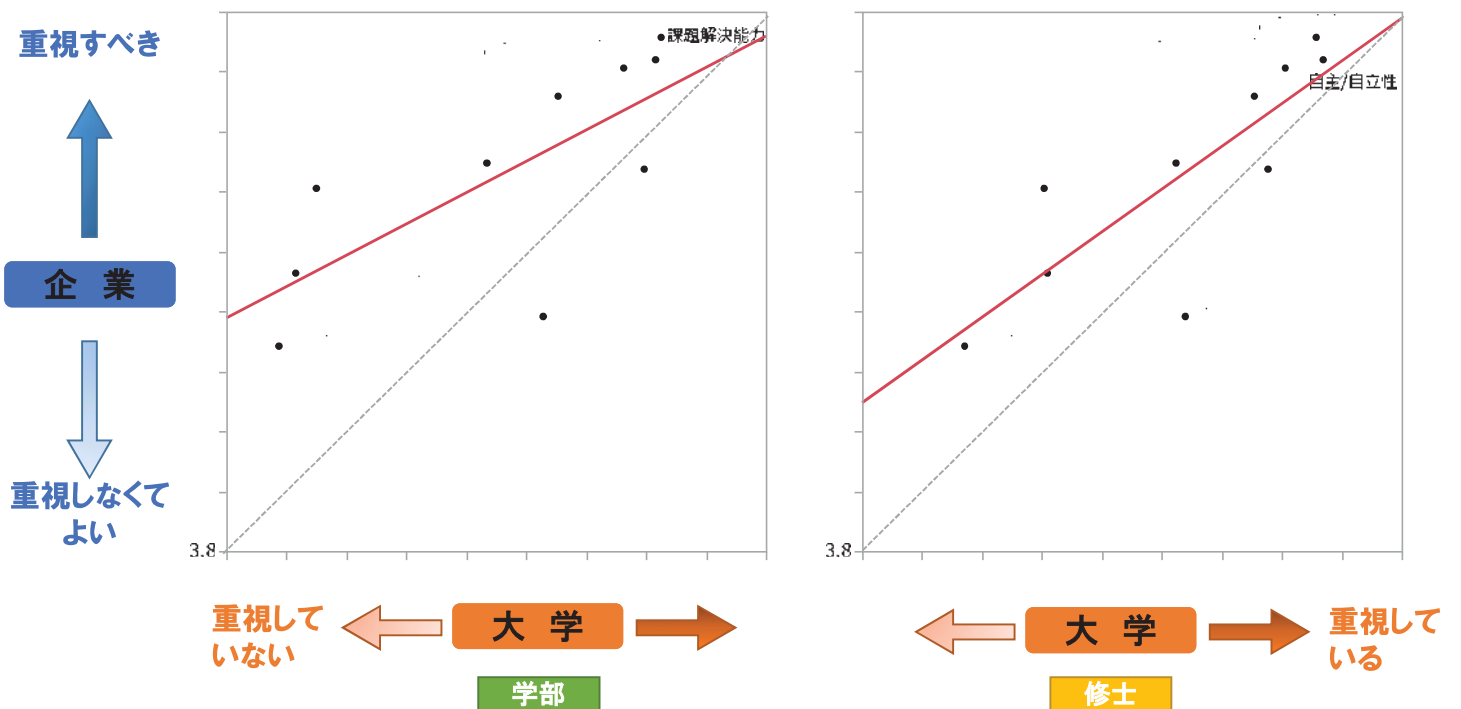 重視すべき
企 業
重視しなくて
よい
課題解決能力
3.8
自主/自立性
3.8
重視して
いない
大 学
学部
大 学
重視して
いる
修士